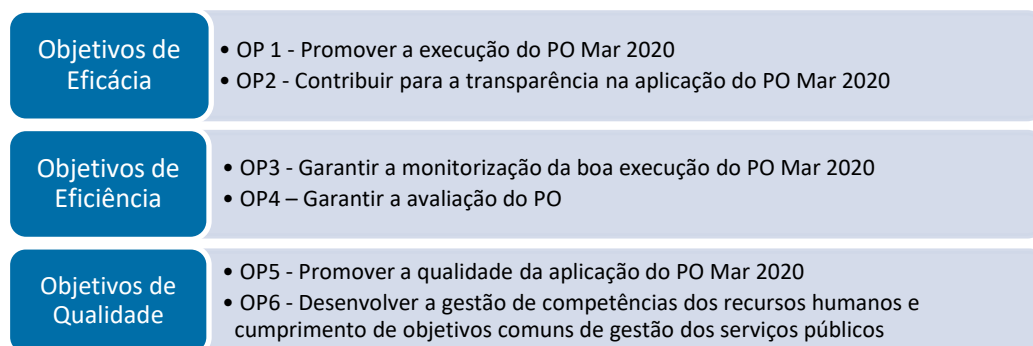 Objetivos de
Eficácia
• OP 1 - Promover a execução do PO Mar 2020
• OP2 - Contribuir para a transparência na aplicação do PO Mar 2020
Objetivos de
Eficiência
• OP3 - Garantir a monitorização da boa execução do PO Mar 2020
• OP4 – Garantir a avaliação do PO
Objetivos de
Qualidade
• OP5 - Promover a qualidade da aplicação do PO Mar 2020
• OP6 - Desenvolver a gestão de competências dos recursos humanos e
cumprimento de objetivos comuns de gestão dos serviços públicos